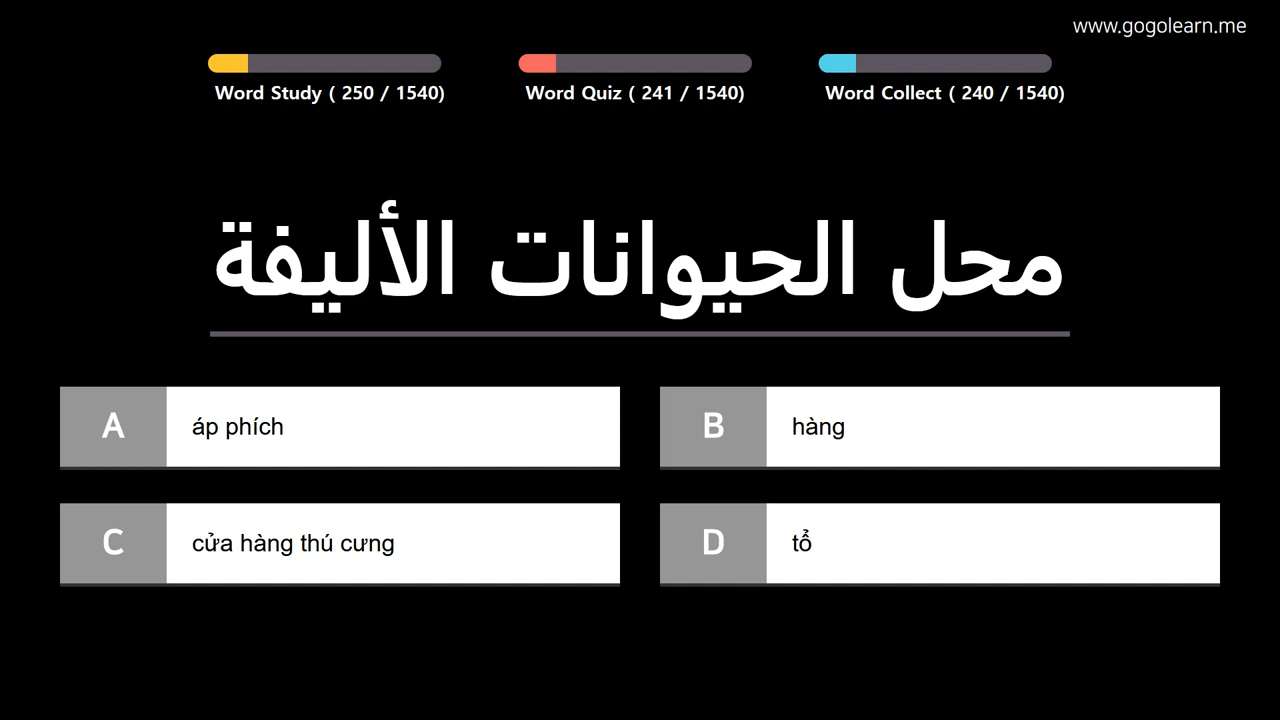 www.gogolearn.me
Word Study ( 250 / 1540)
Word Quiz ( 241 / 1540)
Word Collect ( 240 / 1540)
محل الحيوانات الأليفة
A
áp phích
B
hàng
C
cửa hàng thú cưng
D
tổ